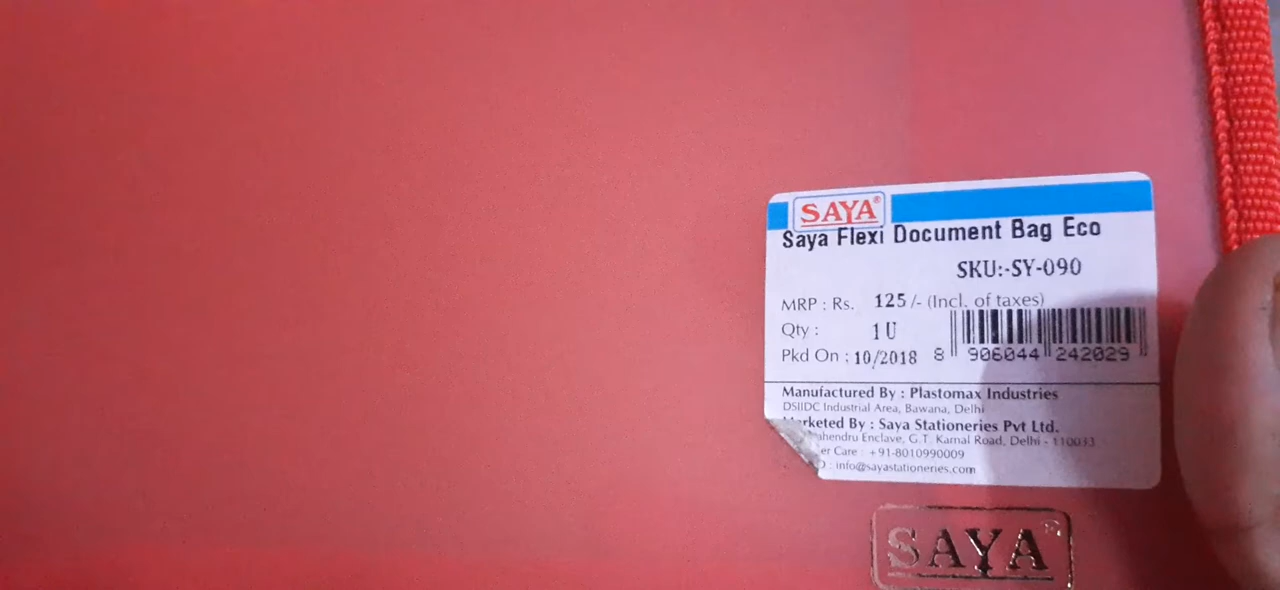 SAYA®
Saya Flexi Document Bag Eco
SKU:-SY-090
MRP : Rs. 125/- (Incl. of taxes)
Qty : 1U
Pkd On : 10/2018
8 906044 242029
Manufactured By : Plastomax Industries
DSIIDC Industrial Area, Bawana, Delhi
Marketed By : Saya Stationeries Pvt Ltd.
Enclave, G.T. Karnal Road, Delhi - 110033
Care : +91-8010990009
: info@sayastationeries.com
SAYA